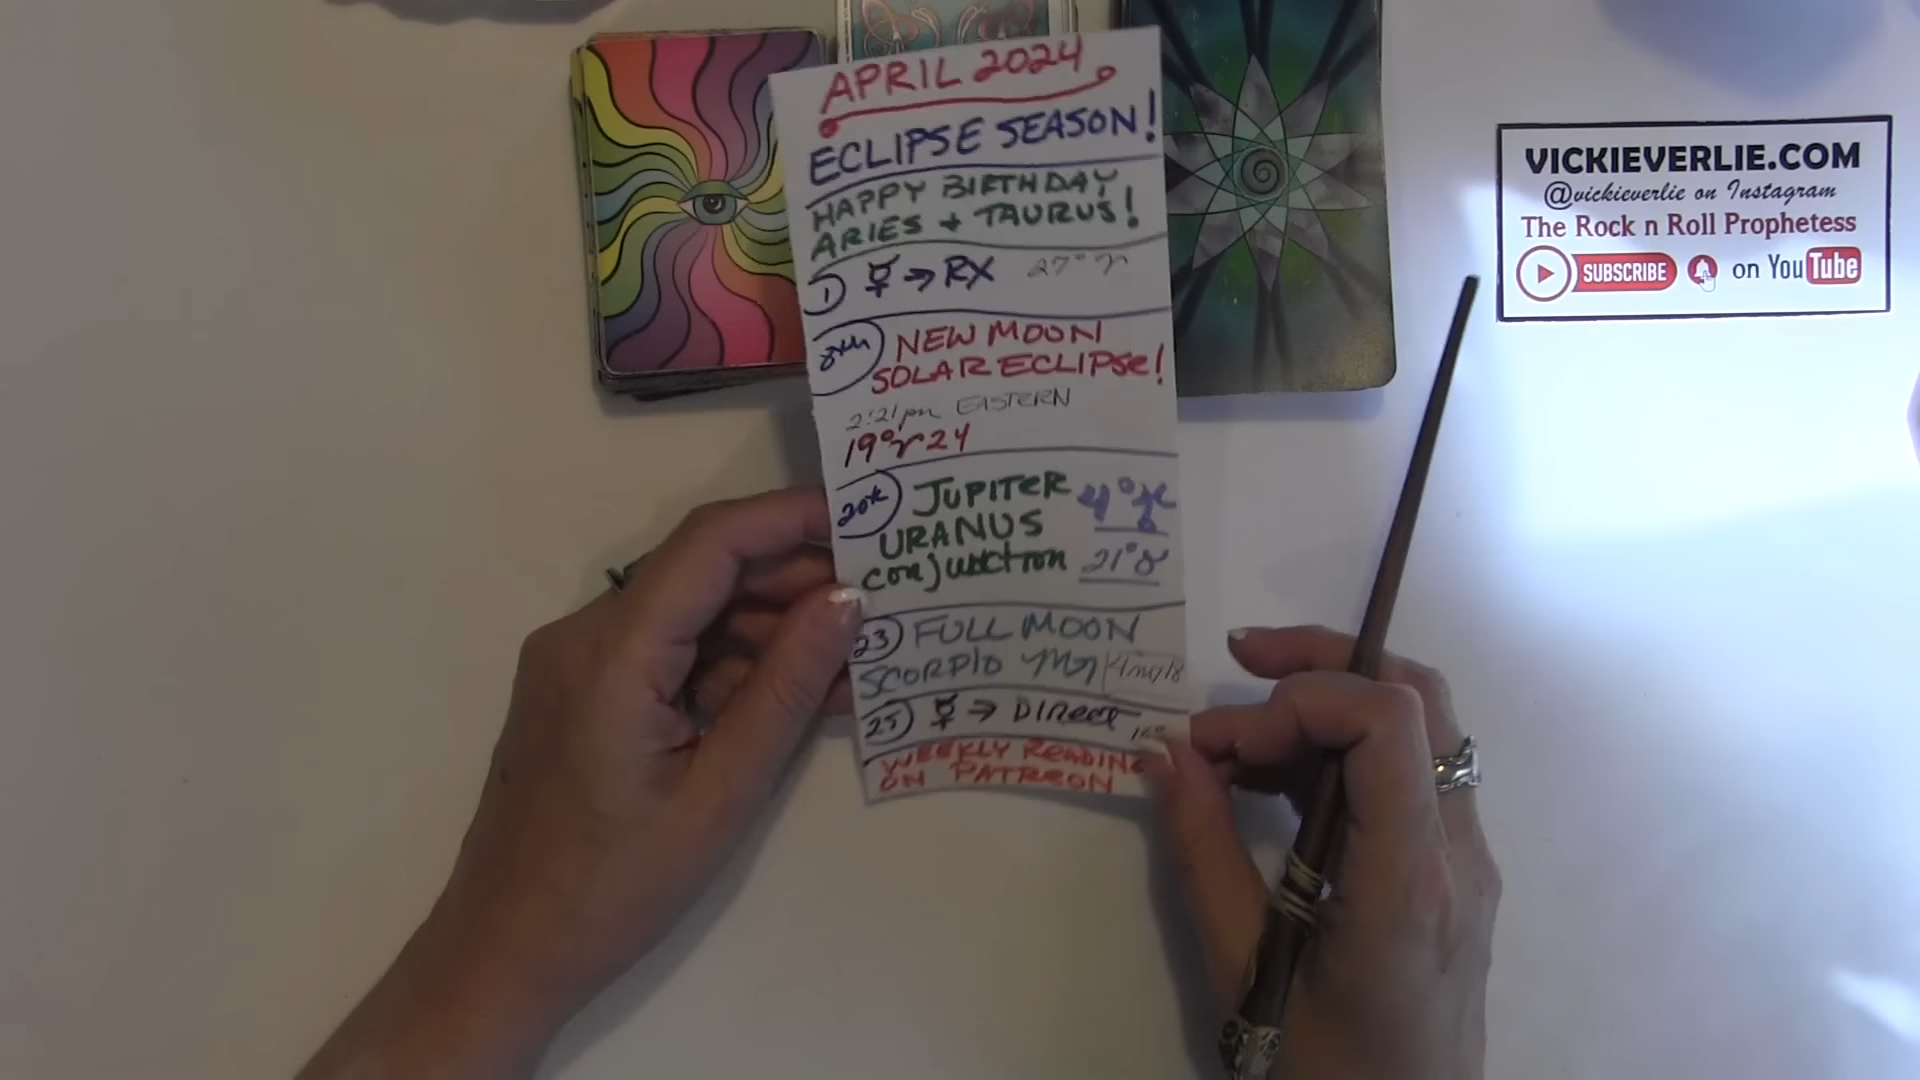 APRIL 2024
ECLIPSE SEASON!
HAPPY BIRTHDAY
ARIES + TAURUS!
1 ☿ → RX 27° ♈
8th NEW MOON
SOLAR ECLIPSE!
2:21pm EASTERN
19°♈24
20th JUPITER
URANUS
conjunction 21°♉
23 FULL MOON
SCORPIO ♏
25 ☿ → DIRECT
WEEKLY READING
ON PATREON
VICKIEVERLIE.COM
@vickieverlie on Instagram
The Rock n Roll Prophetess
SUBSCRIBE on YouTube